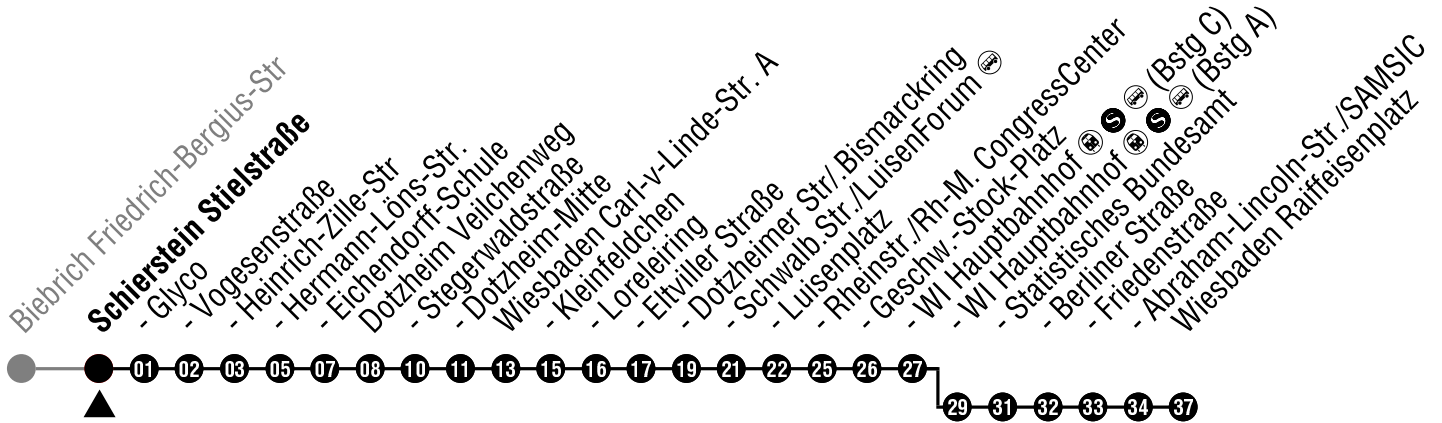 Biebrich Friedrich-Bergius-Str
Schierstein Stielstraße
- Glyco
- Vogesenstraße
- Heinrich-Zille-Str
- Hermann-Löns-Str.
- Eichendorff-Schule
Dotzheim Veilchenweg
- Stegerwaldstraße
- Dotzheim-Mitte
Wiesbaden Carl-v-Linde-Str. A
- Kleinfeldchen
- Loreleiring
- Eltviller Straße
- Dotzheimer Str/.Bismarckring
- Schwalb.Str./LuisenForum
- Luisenplatz
- Rheinstr./Rh-M. CongressCenter
- Geschw.-Stock-Platz
- WI Hauptbahnhof S (Bstg C)
- WI Hauptbahnhof S (Bstg A)
- Statistisches Bundesamt
- Berliner Straße
- Friedenstraße
- Abraham-Lincoln-Str./SAMSIC
Wiesbaden Raiffeisenplatz
01 02 03 05 07 08 10 11 13 15 16 17 19 21 22 25 26 27
29 31 32 33 34 37